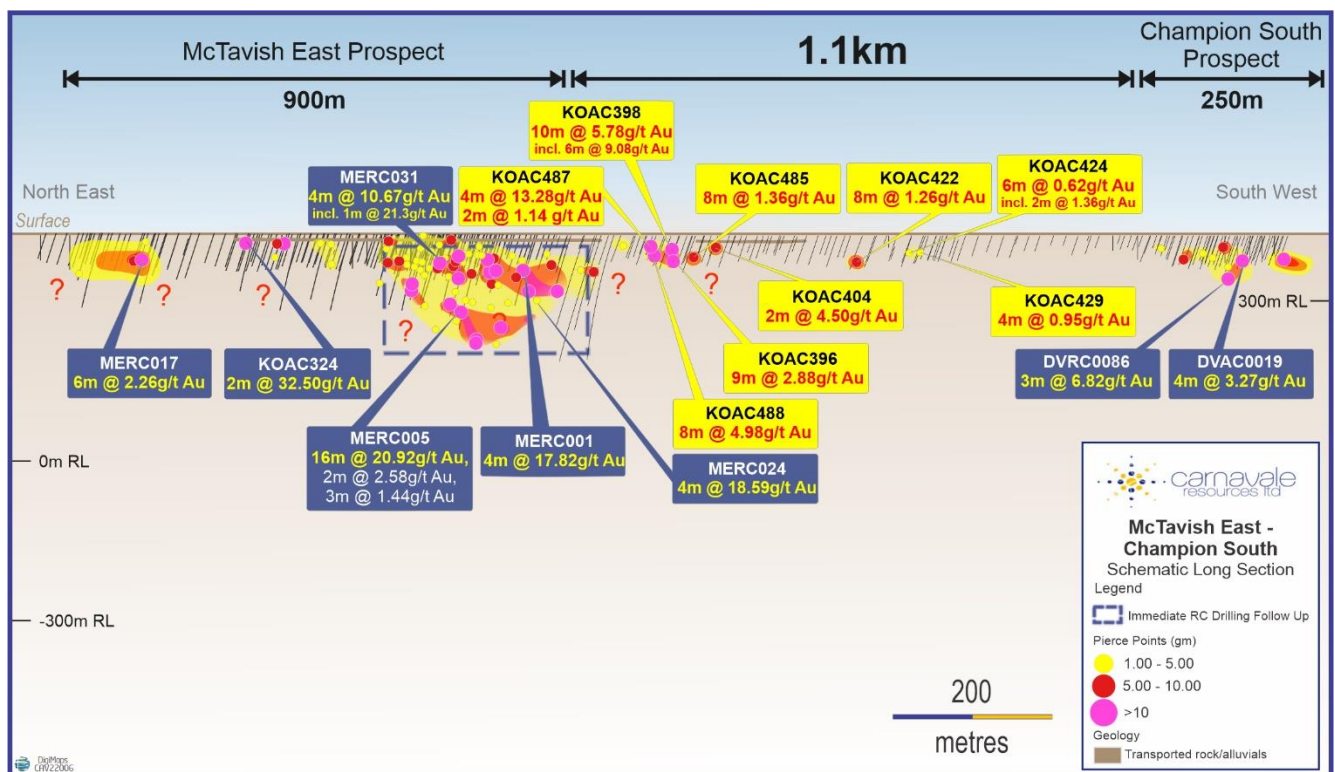 McTavish East Prospect
900m
1.1km
Champion South
Prospect
250m
North East
Surface
South West
MERC031
4m @ 10.67g/t Au
incl. 1m @ 21.3g/t Au
KOAC487
4m @ 13.28g/t Au
2m @ 1.14 g/t Au
KOAC398
10m @ 5.78g/t Au
incl. 6m @ 9.08g/t Au
KOAC485
8m @ 1.36g/t Au
KOAC422
8m @ 1.26g/t Au
KOAC424
6m @ 0.62g/t Au
incl. 2m @ 1.36g/t Au
?
?
?
?
?
?
300m RL
MERC017
6m @ 2.26g/t Au
KOAC324
2m @ 32.50g/t Au
MERC005
16m @ 20.92g/t Au,
2m @ 2.58g/t Au,
3m @ 1.44g/t Au
MERC001
4m @ 17.82g/t Au
MERC024
4m @ 18.59g/t Au
KOAC488
8m @ 4.98g/t Au
KOAC396
9m @ 2.88g/t Au
KOAC404
2m @ 4.50g/t Au
KOAC429
4m @ 0.95g/t Au
DVRC0086
3m @ 6.82g/t Au
DVAC0019
4m @ 3.27g/t Au
0m RL
-300m RL
200
metres
carnavale
resources ltd
McTavish East -
Champion South
Schematic Long Section
Legend
Immediate RC Drilling Follow Up
Pierce Points (gm)
1.00 - 5.00
5.00 - 10.00
>10
Geology
Transported rock/alluvials
DigiMaps
CAV22006